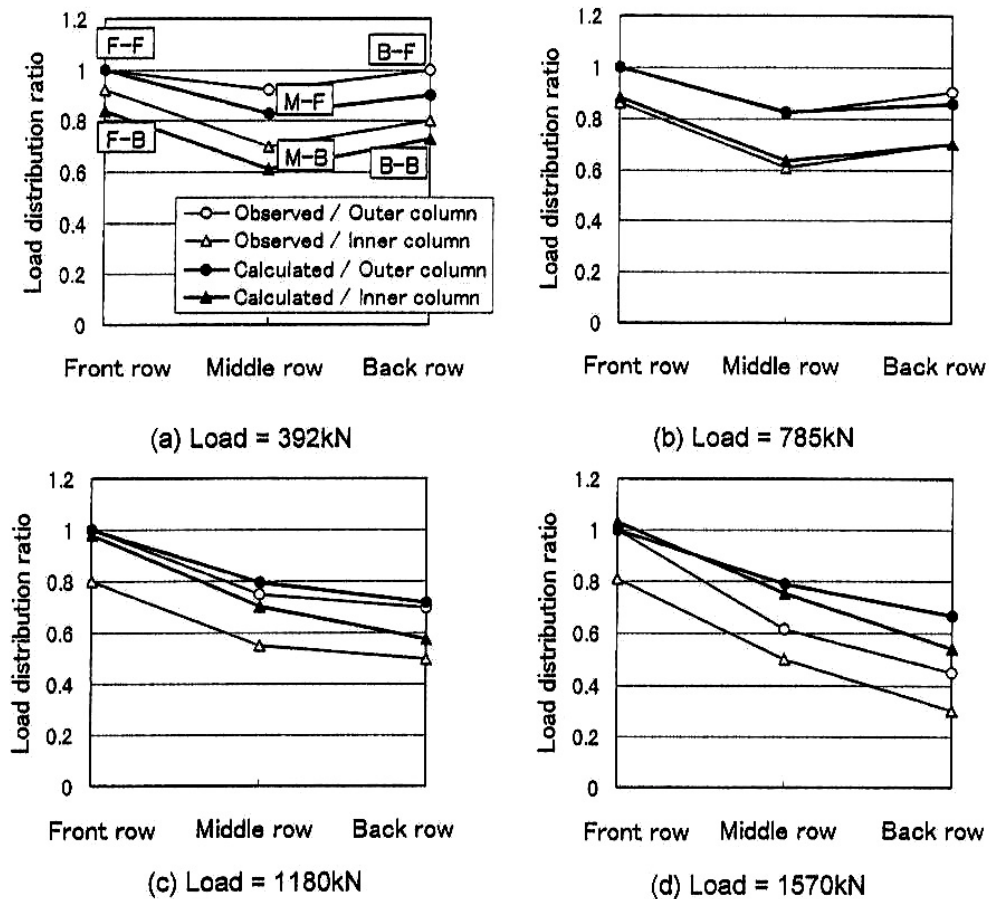 1.2
1
0.8
0.6
0.4
0.2
0
Load distribution ratio
F-F
B-F
M-F
F-B
M-B
B-B
Observed / Outer column
Observed / Inner column
Calculated / Outer column
Calculated / Inner column
Front row Middle row Back row
(a) Load = 392kN
1.2
1
0.8
0.6
0.4
0.2
0
Load distribution ratio
Front row Middle row Back row
(b) Load = 785kN
1.2
1
0.8
0.6
0.4
0.2
0
Load distribution ratio
Front row Middle row Back row
(c) Load = 1180kN
1.2
1
0.8
0.6
0.4
0.2
0
Load distribution ratio
Front row Middle row Back row
(d) Load = 1570kN